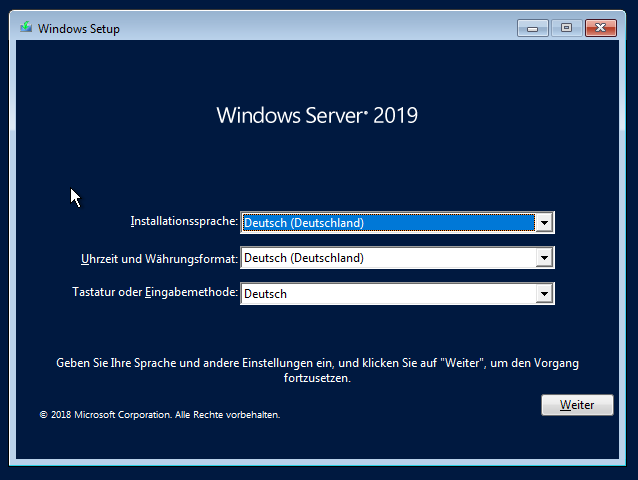 Windows Setup
Windows Server® 2019
Installationssprache: Deutsch (Deutschland)
Uhrzeit und Währungsformat: Deutsch (Deutschland)
Tastatur oder Eingabemethode: Deutsch
Geben Sie Ihre Sprache und andere Einstellungen ein, und klicken Sie auf "Weiter", um den Vorgang
fortzusetzen.
Weiter
© 2018 Microsoft Corporation. Alle Rechte vorbehalten.